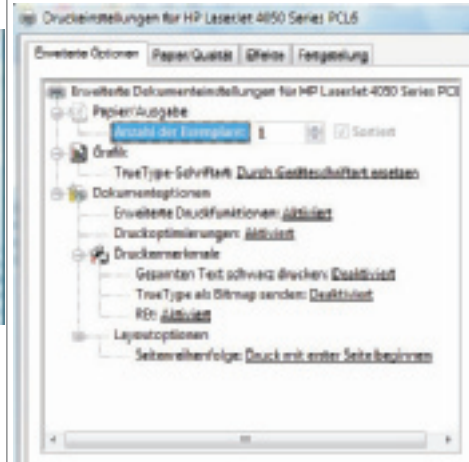 Druckeinstellungen für HP LaserJet 4050 Series PCL6
Erweiterte Optionen Papier/Qualität Effekte Fertigstellung
Erweiterte Dokumenteinstellungen für HP LaserJet 4050 Series PCL
Papier/Ausgabe
Anzahl der Exemplare: 1 Sortiert
Grafik
TrueType-Schriftart: Durch Geräteschriftart ersetzen
Dokumentoptionen
Erweiterte Druckfunktionen: Aktiviert
Druckoptimierungen: Aktiviert
Druckermerkmale
Gesamten Text schwarz drucken: Deaktiviert
TrueType als Bitmap senden: Deaktiviert
REt: Aktiviert
Layoutoptionen
Seitenreihenfolge: Druck mit erster Seite beginnen